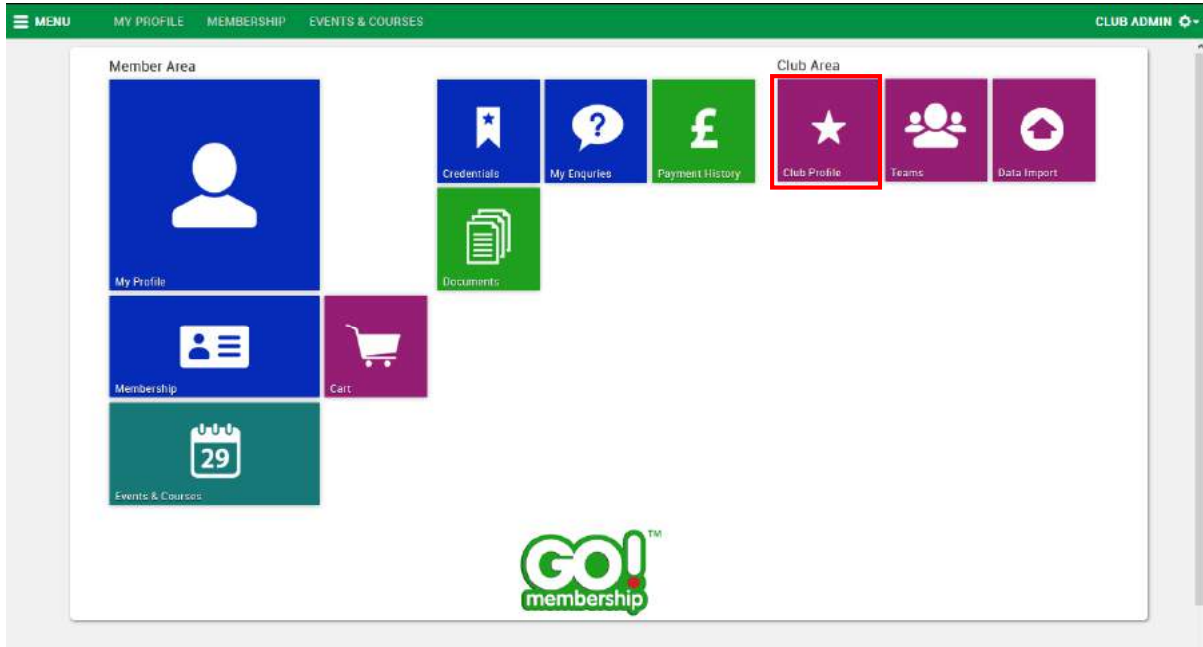 MENU MY PROFILE MEMBERSHIP EVENTS & COURSES CLUB ADMIN
Member Area
Club Area
My Profile
Credentials
My Enquries
Payment History
Club Profile
Teams
Data Import
Documents
Membership
Cart
29
Events & Courses
GO! TM
membership